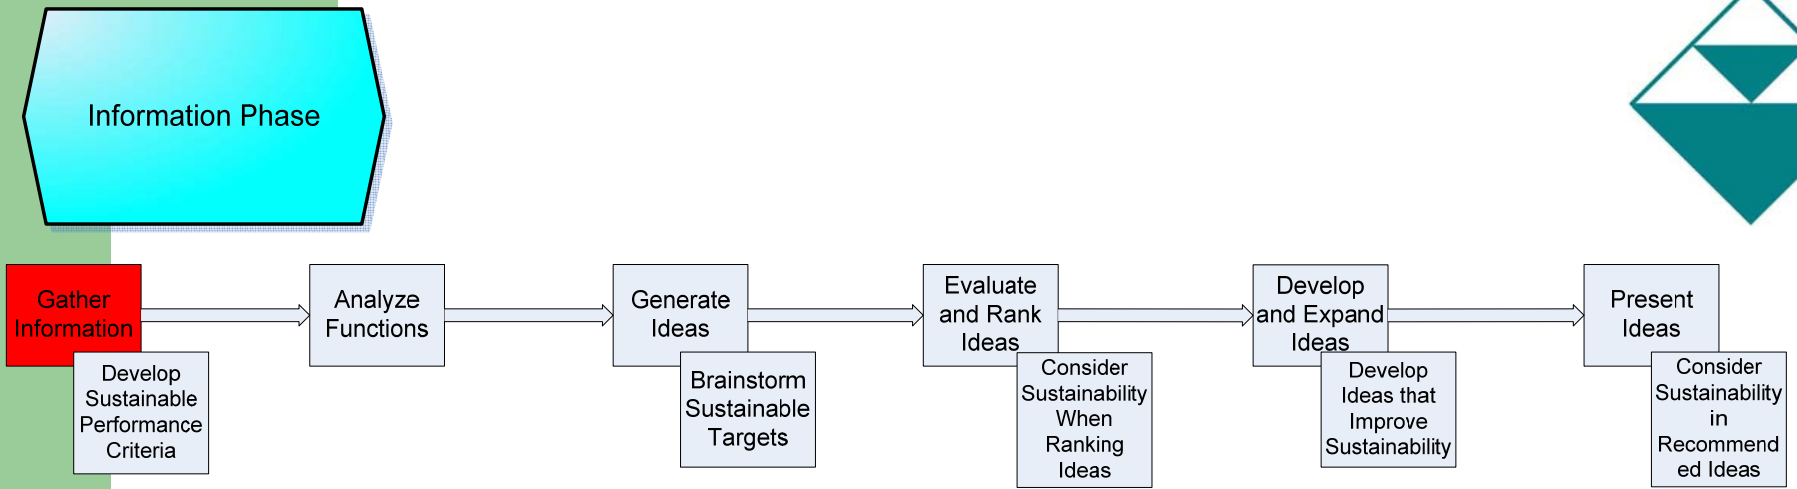 Information Phase
Gather
Information
Develop
Sustainable
Performance
Criteria
Analyze
Functions
Generate
Ideas
Brainstorm
Sustainable
Targets
Evaluate
and Rank
Ideas
Consider
Sustainability
When
Ranking
Ideas
Develop
and Expand
Ideas
Develop
Ideas that
Improve
Sustainability
Present
Ideas
Consider
Sustainability
in
Recommend
ed Ideas